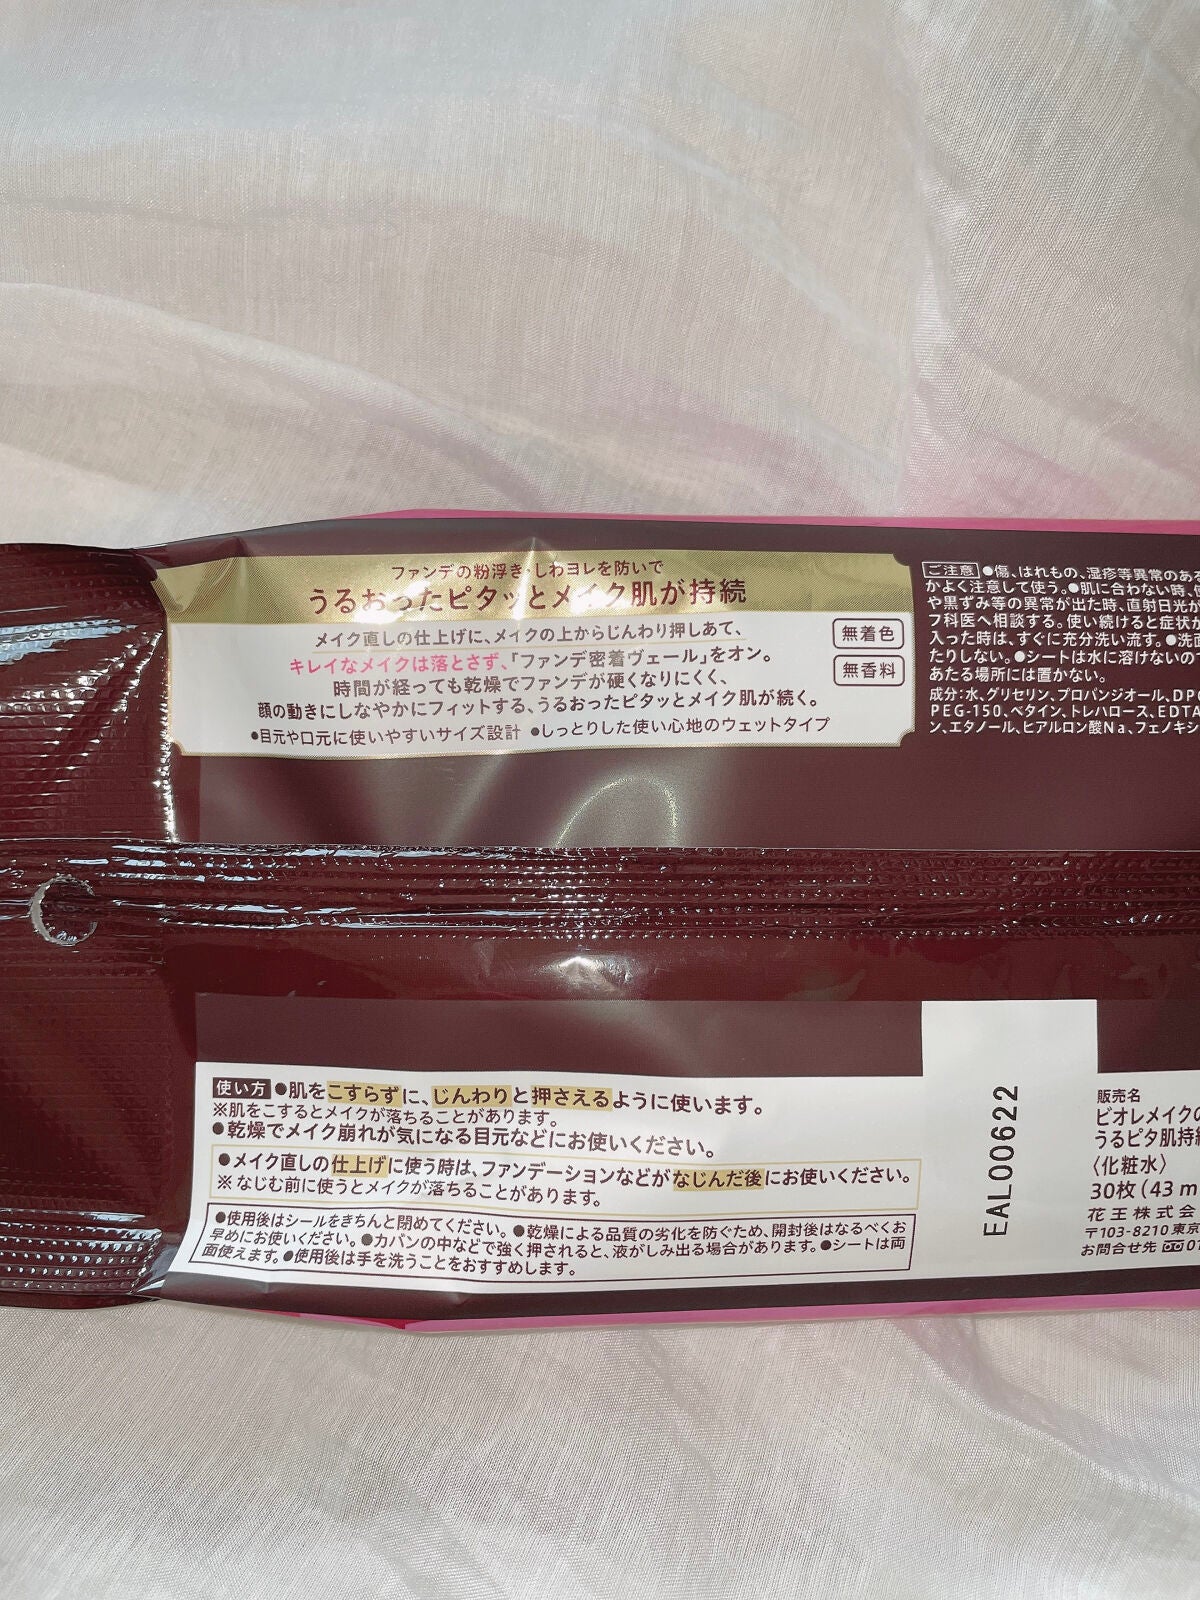 ファンデの粉浮き・しわヨレを防いで
うるおったピタッとメイク肌が持続
メイク直しの仕上げに、メイクの上からじんわり押しあて、
キレイなメイクは落とさず、「ファンデ密着ヴェール」をオン。
時間が経っても乾燥でファンデが硬くなりにくく、
顔の動きにしなやかにフィットする、うるおったピタッとメイク肌が続く。
●目元や口元に使いやすいサイズ設計 ●しっとりした使い心地のウェットタイプ
無着色
無香料
ご注意 ●傷、はれもの、湿疹等異常のある
かよく注意して使う。●肌に合わない時、
や黒ずみ等の異常が出た時、直射日光が
フ科医へ相談する。使い続けると症状が
入った時は、すぐに充分洗い流す。●洗面
たりしない。●シートは水に溶けないので
あたる場所には置かない。
成分：水、グリセリン、プロパンジオール、DP
PEG-150、ベタイン、トレハロース、EDTA
ン、エタノール、ヒアルロン酸Na、フェノキシ
使い方 ●肌をこすらずに、じんわりと押さえるように使います。
※肌をこするとメイクが落ちることがあります。
●乾燥でメイク崩れが気になる目元などにお使いください。
●メイク直しの仕上げに使う時は、ファンデーションなどがなじんだ後にお使いください。
※なじむ前に使うとメイクが落ちることがあります。
●使用後はシールをきちんと閉めてください。●乾燥による品質の劣化を防ぐため、開封後はなるべくお
早めにお使いください。●カバンの中などで強く押されると、液がしみ出る場合があります。●シートは両
面使えます。●使用後は手を洗うことをおすすめします。
EAL00622
販売名
ビオレメイクの
うるピタ肌持続
〈化粧水〉
30枚（43 m
花王株式会
〒103-8210東京
お問合せ先 01